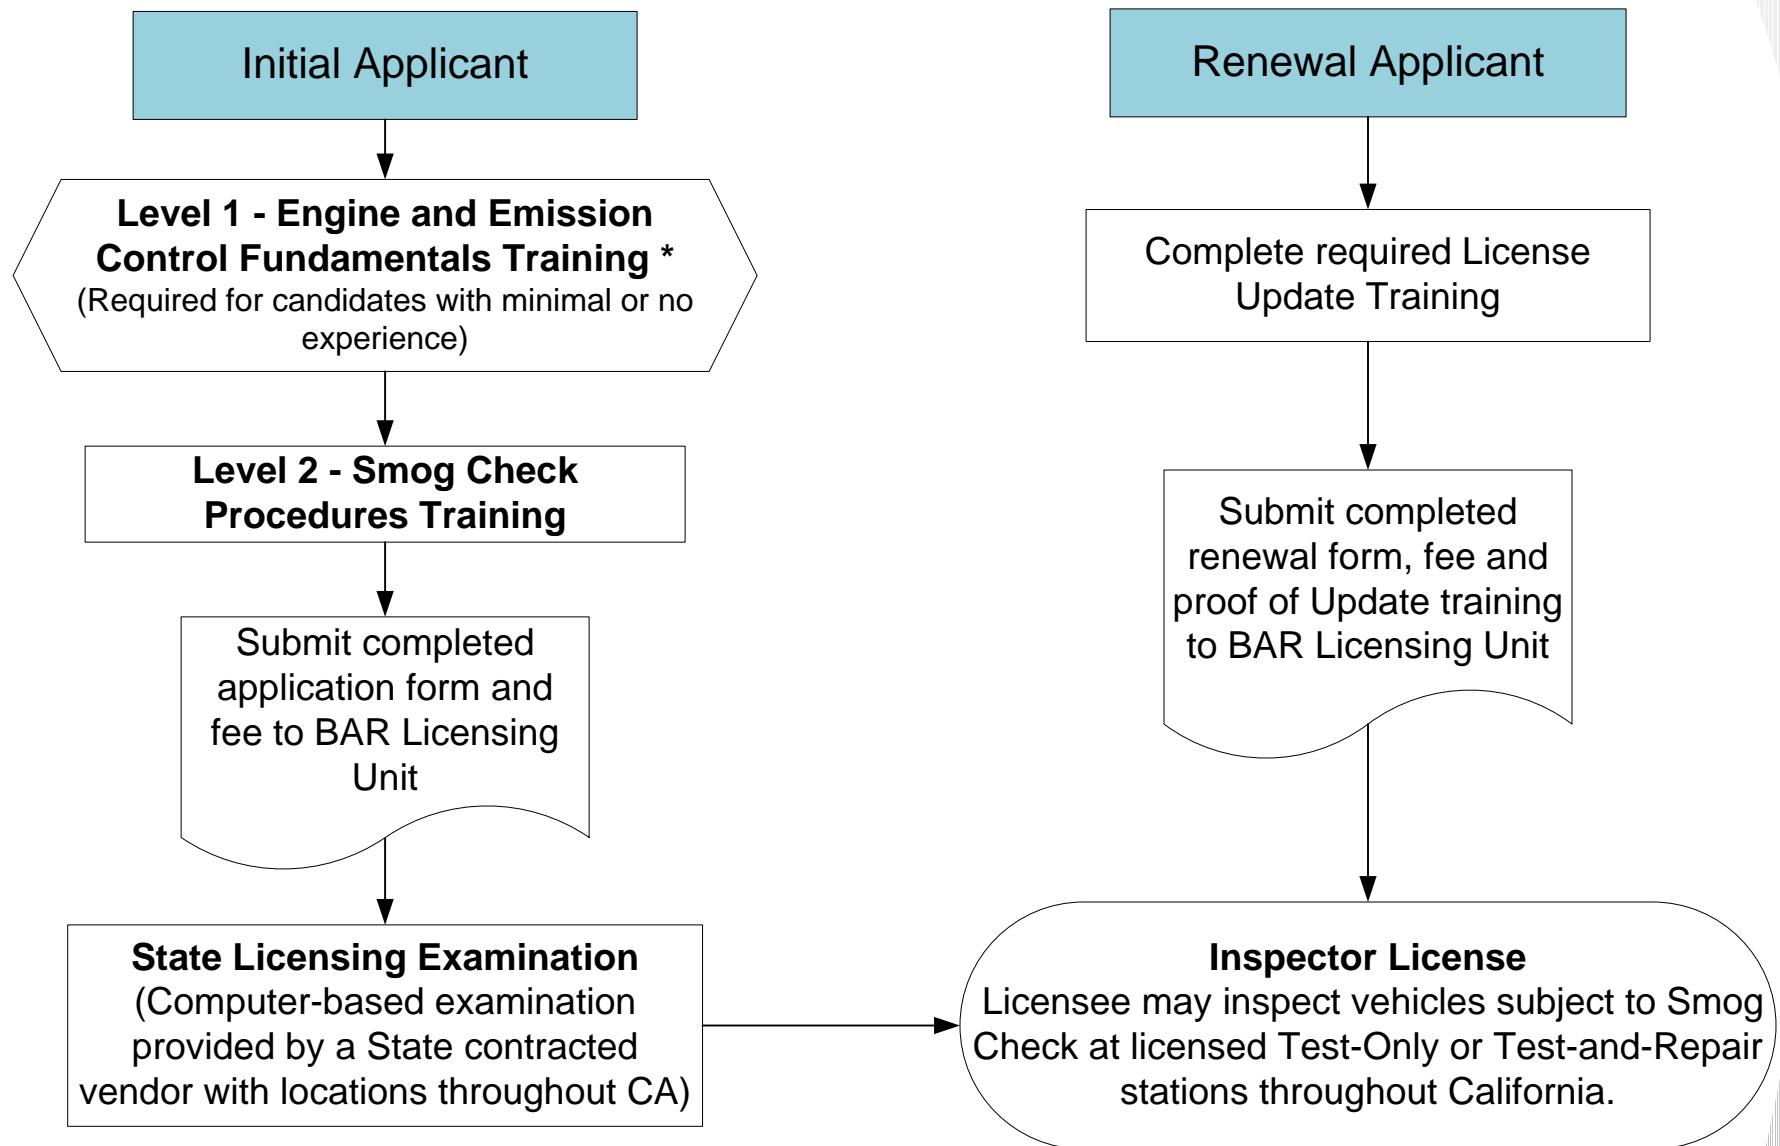 Initial Applicant
Level 1 - Engine and Emission
Control Fundamentals Training *
(Required for candidates with minimal or no
experience)
Level 2 - Smog Check
Procedures Training
Submit completed
application form and
fee to BAR Licensing
Unit
State Licensing Examination
(Computer-based examination
provided by a State contracted
vendor with locations throughout CA)
Renewal Applicant
Complete required License
Update Training
Submit completed
renewal form, fee and
proof of Update training
to BAR Licensing Unit
Inspector License
Licensee may inspect vehicles subject to Smog
Check at licensed Test-Only or Test-and-Repair
stations throughout California.